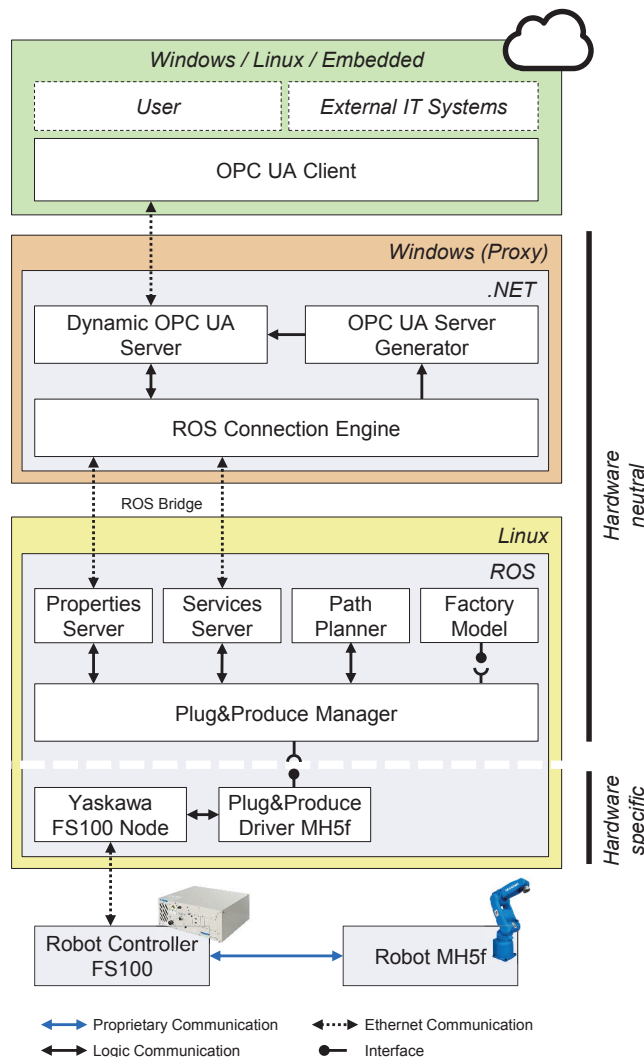 Windows / Linux / Embedded
User
External IT Systems
OPC UA Client
Windows (Proxy)
.NET
Dynamic OPC UA
Server
OPC UA Server
Generator
ROS Connection Engine
ROS Bridge
Hardware
neutral
Linux
ROS
Properties
Server
Services
Server
Path
Planner
Factory
Model
Plug&Produce Manager
Yaskawa
FS100 Node
Plug&Produce
Driver MH5f
Hardware
specific
Robot Controller
FS100
Robot MH5f
Proprietary Communication
Ethernet Communication
Logic Communication
Interface